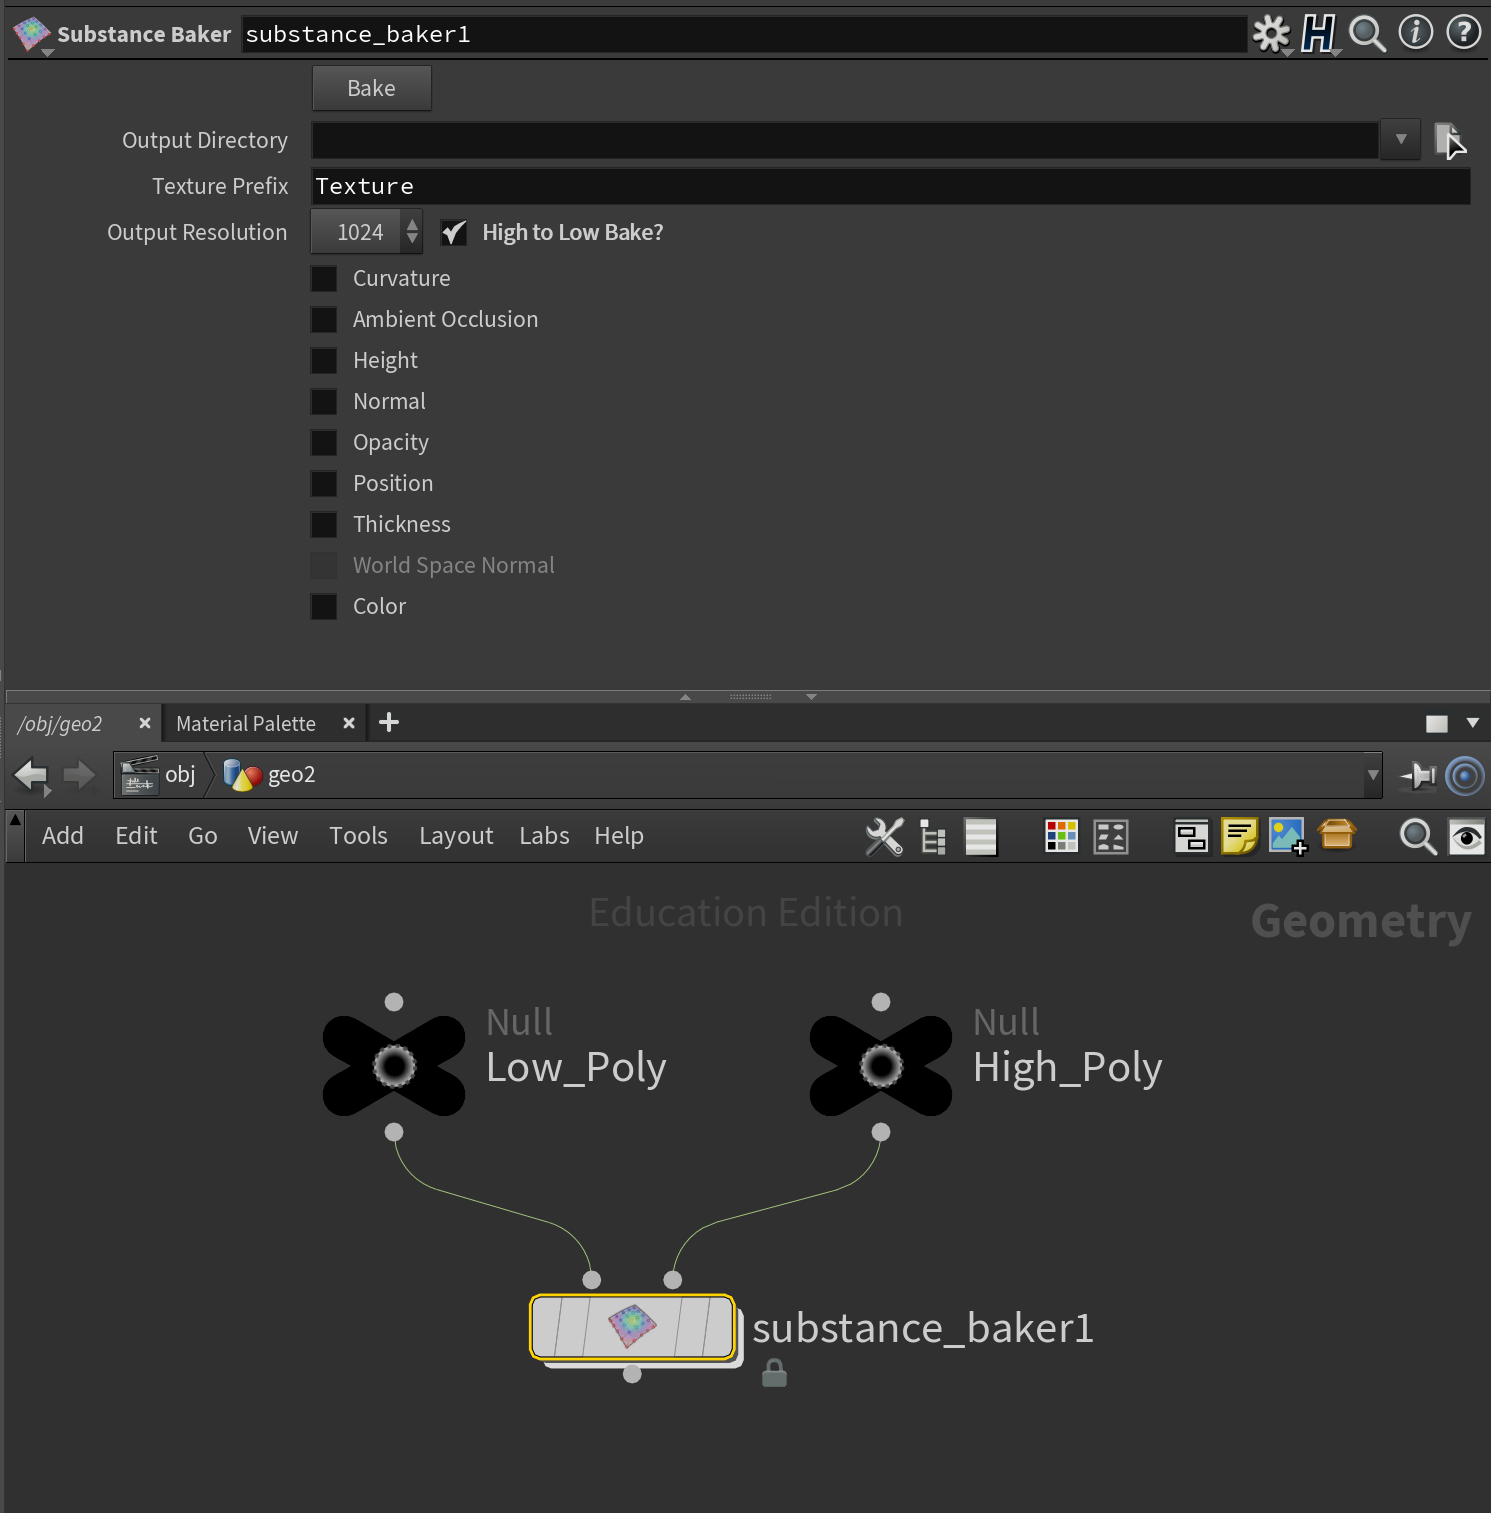 Substance Baker substance_baker1
Bake
Output Directory
Texture Prefix Texture
Output Resolution 1024 High to Low Bake?
Curvature
Ambient Occlusion
Height
Normal
Opacity
Position
Thickness
World Space Normal
Color
/obj/geo2 Material Palette
obj geo2
Add Edit Go View Tools Layout Labs Help
Education Edition
Geometry
Null
Low_Poly
Null
High_Poly
substance_baker1